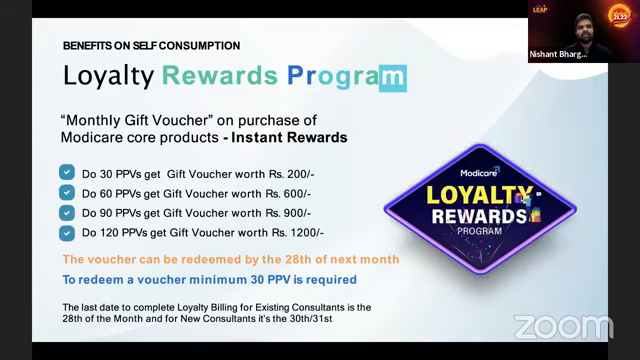 LEAP
21.22
Nishant Bharg...
BENEFITS ON SELF CONSUMPTION
Loyalty Rewards Program
“Monthly Gift Voucher” on purchase of
Modicare core products - Instant Rewards
Do 30 PPVs get Gift Voucher worth Rs. 200/-
Do 60 PPVs get Gift Voucher worth Rs. 600/-
Do 90 PPVs get Gift Voucher worth Rs. 900/-
Do 120 PPVs get Gift Voucher worth Rs. 1200/-
The voucher can be redeemed by the 28th of next month
To redeem a voucher minimum 30 PPV is required
The last date to complete Loyalty Billing for Existing Consultants is the
28th of the Month and for New Consultants it's the 30th/31st
Modicare
LOYALTY
REWARDS
PROGRAM
zoom